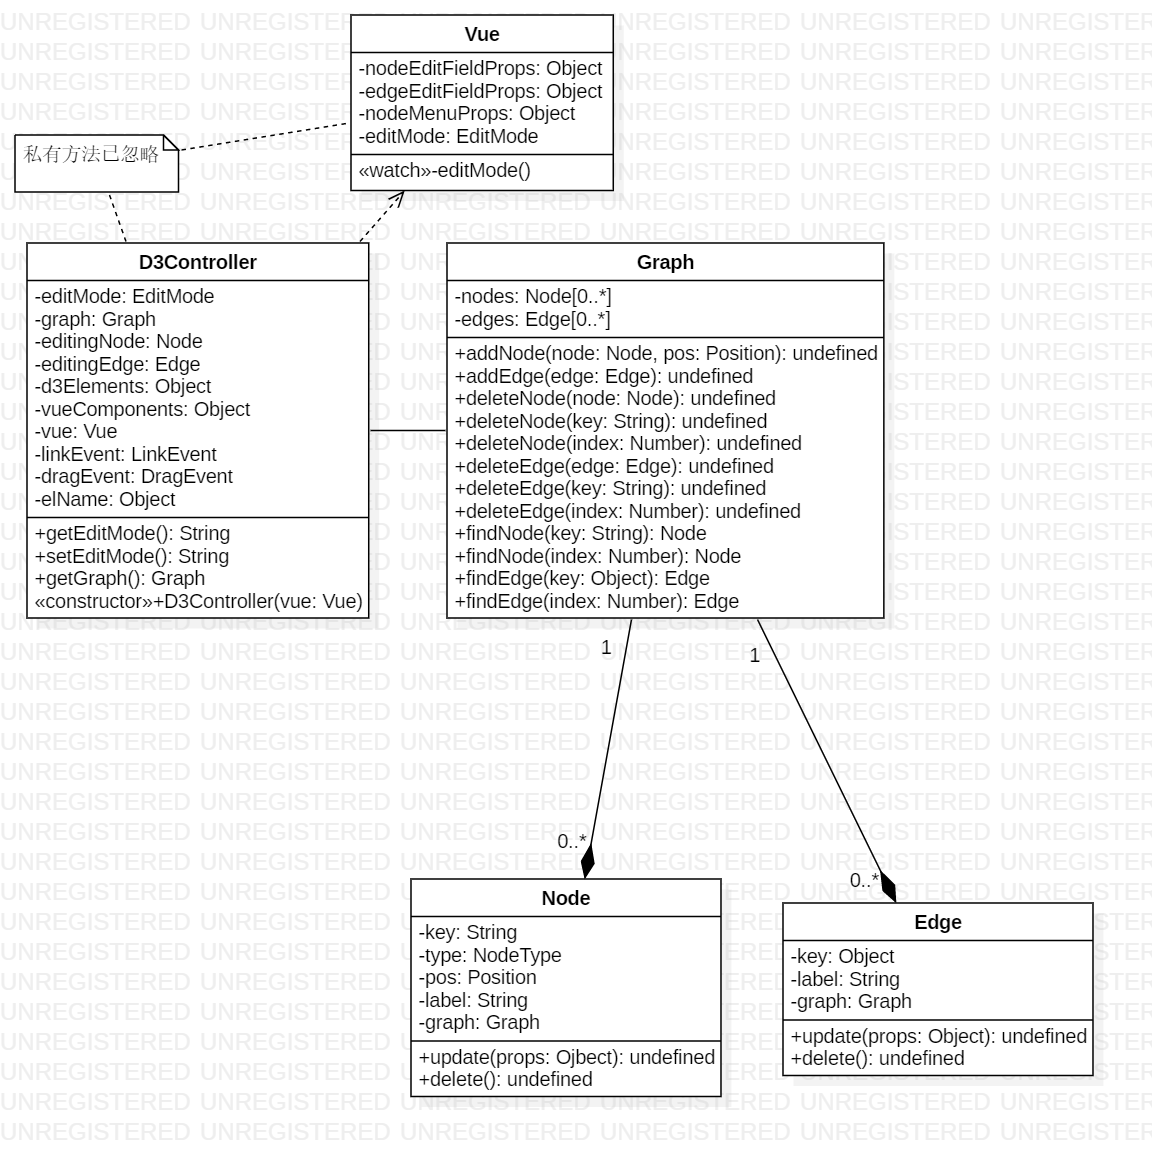 Vue
-nodeEditFieldProps: Object
-edgeEditFieldProps: Object
-nodeMenuProps: Object
-editMode: EditMode
«watch»-editMode()
私有方法已忽略
D3Controller
-editMode: EditMode
-graph: Graph
-editingNode: Node
-editingEdge: Edge
-d3Elements: Object
-vueComponents: Object
-vue: Vue
-linkEvent: LinkEvent
-dragEvent: DragEvent
-elName: Object
+getEditMode(): String
+setEditMode(): String
+getGraph(): Graph
«constructor»+D3Controller(vue: Vue)
Graph
-nodes: Node[0..*]
-edges: Edge[0..*]
+addNode(node: Node, pos: Position): undefined
+addEdge(edge: Edge): undefined
+deleteNode(node: Node): undefined
+deleteNode(key: String): undefined
+deleteNode(index: Number): undefined
+deleteEdge(edge: Edge): undefined
+deleteEdge(key: String): undefined
+deleteEdge(index: Number): undefined
+findNode(key: String): Node
+findNode(index: Number): Node
+findEdge(key: Object): Edge
+findEdge(index: Number): Edge
1
1
0..*
0..*
Node
-key: String
-type: NodeType
-pos: Position
-label: String
-graph: Graph
+update(props: Ojbect): undefined
+delete(): undefined
Edge
-key: Object
-label: String
-graph: Graph
+update(props: Object): undefined
+delete(): undefined
UNREGISTERED